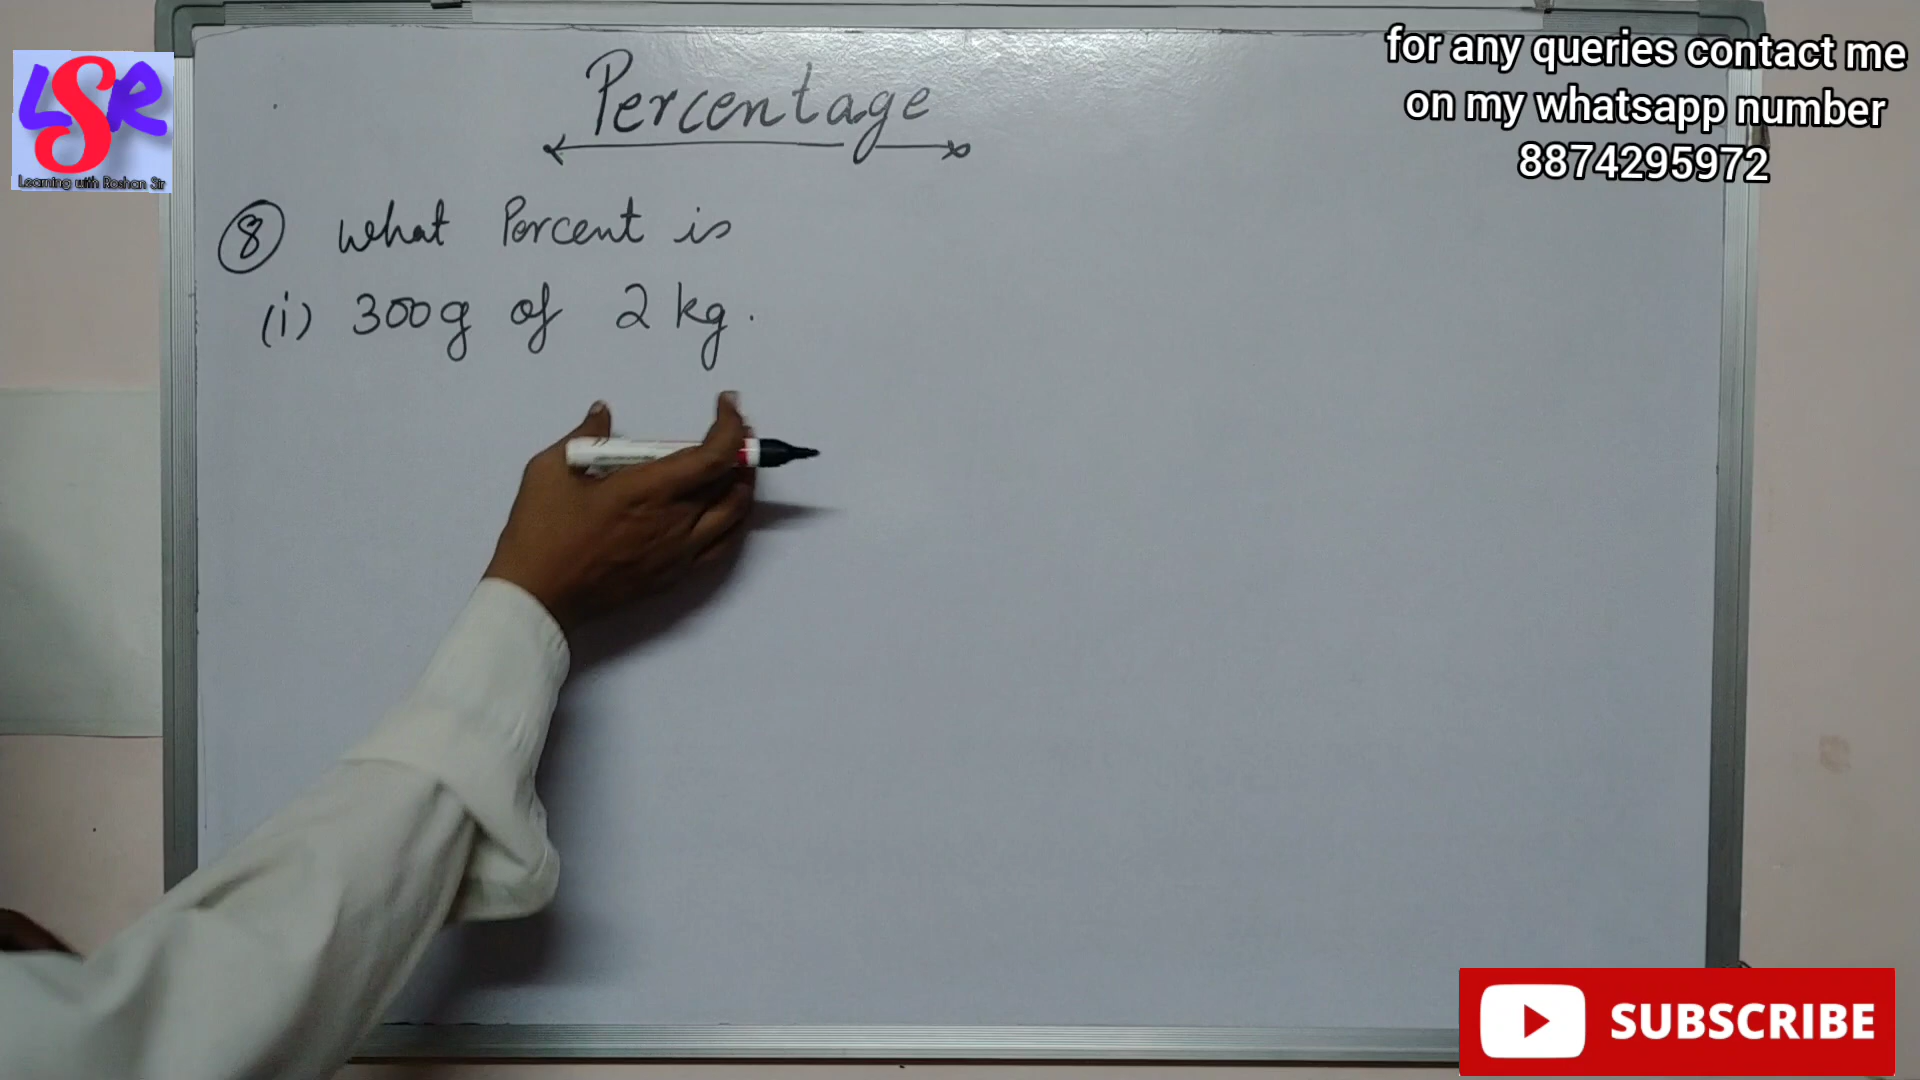 LSR
Learning with Roshan Sir
for any queries contact me
on my whatsapp number
8874295972
Percentage
8 What Percent is
(i) 300g of 2 kg.
SUBSCRIBE